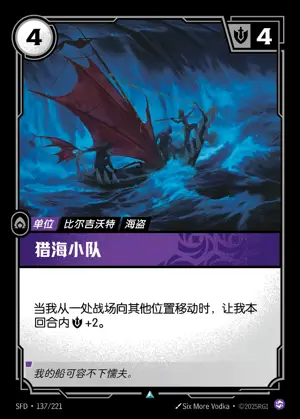 4
4
单位 比尔吉沃特 海盗
猎海小队
当我从一处战场向其他位置移动时，让我本
回合内 +2。
我的船可容不下懦夫。
SFD • 137/221
Six More Vodka • ©2025RGI